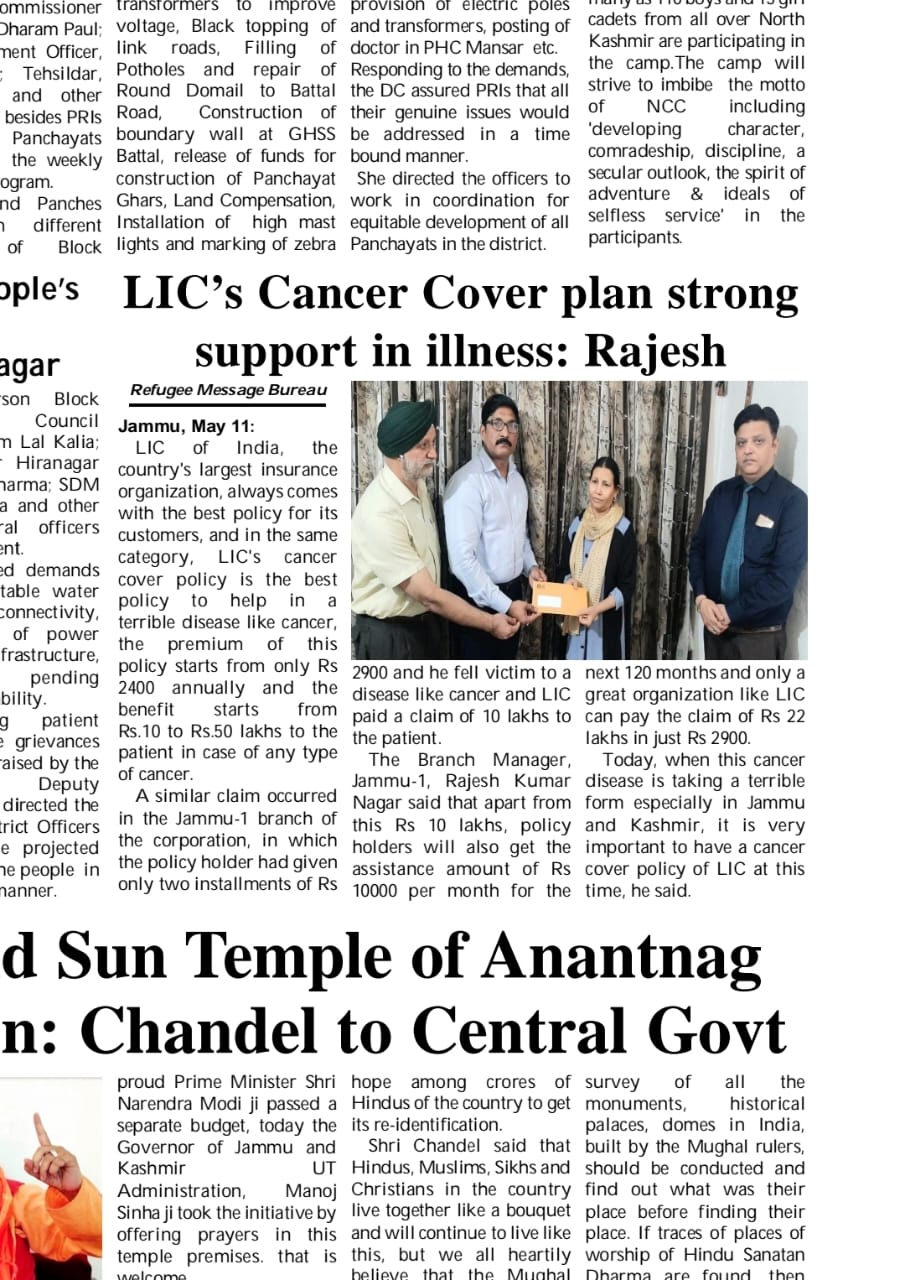 ommissioner
Dharam Paul;
ment Officer,
; Tehsildar,
and other
besides PRIs
Panchayats
the weekly
ogram.
nd Panches
n different
of Block
transformers to improve
voltage, Black topping of
link roads, Filling of
Potholes and repair of
Round Domail to Battal
Road, Construction of
boundary wall at GHSS
Battal, release of funds for
construction of Panchayat
Ghars, Land Compensation,
Installation of high mast
lights and marking of zebra
provision of electric poles
and transformers, posting of
doctor in PHC Mansar etc.
Responding to the demands,
the DC assured PRIs that all
their genuine issues would
be addressed in a time
bound manner.
She directed the officers to
work in coordination for
equitable development of all
Panchayats in the district.
many as 116 boys and 15 girl
cadets from all over North
Kashmir are participating in
the camp.The camp will
strive to imbibe the motto
of NCC including
'developing character,
comradeship, discipline, a
secular outlook, the spirit of
adventure & ideals of
selfless service' in the
participants.
ople's
agar
rson Block
Council
m Lal Kalia;
r Hiranagar
harma; SDM
a and other
ral officers
ent.
ed demands
table water
connectivity,
of power
frastructure,
pending
bility.
g patient
e grievances
raised by the
Deputy
directed the
trict Officers
e projected
he people in
manner.
LIC's Cancer Cover plan strong
support in illness: Rajesh
Refugee Message Bureau
Jammu, May 11:
LIC of India, the
country's largest insurance
organization, always comes
with the best policy for its
customers, and in the same
category, LIC's cancer
cover policy is the best
policy to help in a
terrible disease like cancer,
the premium of this
policy starts from only Rs
2400 annually and the
benefit starts from
Rs.10 to Rs.50 lakhs to the
patient in case of any type
of cancer.
A similar claim occurred
in the Jammu-1 branch of
the corporation, in which
the policy holder had given
only two installments of Rs
2900 and he fell victim to a
disease like cancer and LIC
paid a claim of 10 lakhs to
the patient.
The Branch Manager,
Jammu-1, Rajesh Kumar
Nagar said that apart from
this Rs 10 lakhs, policy
holders will also get the
assistance amount of Rs
10000 per month for the
next 120 months and only a
great organization like LIC
can pay the claim of Rs 22
lakhs in just Rs 2900.
Today, when this cancer
disease is taking a terrible
form especially in Jammu
and Kashmir, it is very
important to have a cancer
cover policy of LIC at this
time, he said.
d Sun Temple of Anantnag
n: Chandel to Central Govt
proud Prime Minister Shri
Narendra Modi ji passed a
separate budget, today the
Governor of Jammu and
Kashmir UT
Administration, Manoj
Sinha ji took the initiative by
offering prayers in this
temple premises. that is
welcome
hope among crores of
Hindus of the country to get
its re-identification.
Shri Chandel said that
Hindus, Muslims, Sikhs and
Christians in the country
live together like a bouquet
and will continue to live like
this, but we all heartily
believe that the Mughal
survey of all the
monuments, historical
palaces, domes in India,
built by the Mughal rulers,
should be conducted and
find out what was their
place before finding their
place. If traces of places of
worship of Hindu Sanatan
Dharma are found, then